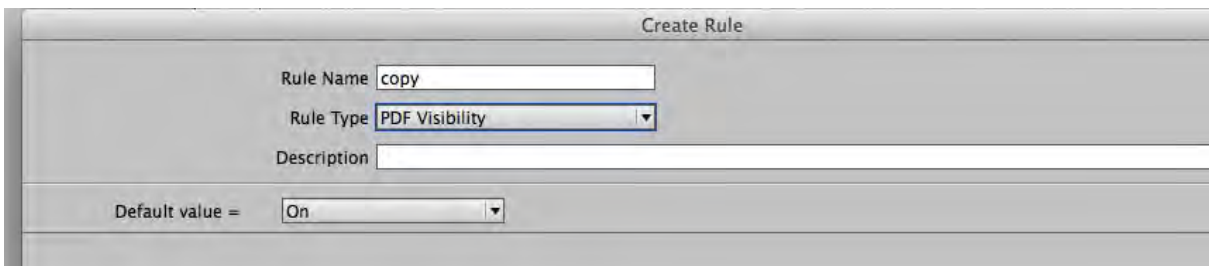 Create Rule
Rule Name copy
Rule Type PDF Visibility
Description
Default value = On